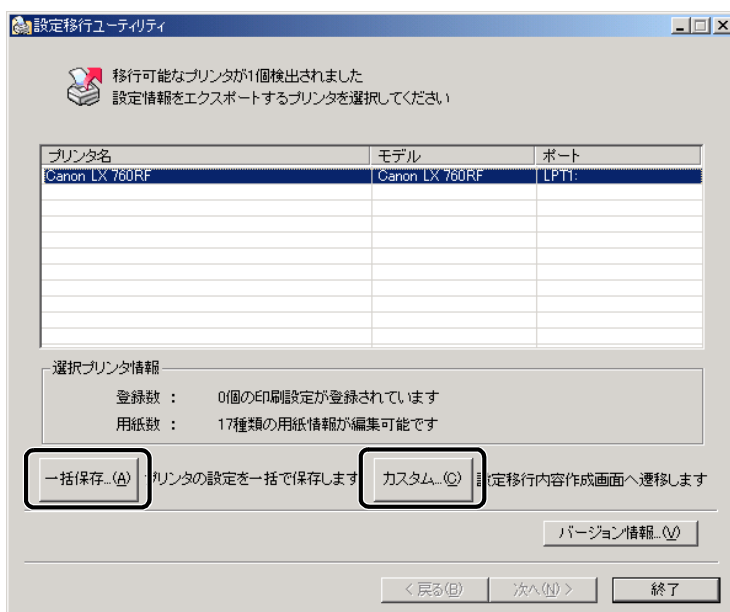 設定移行ユーティリティ
移行可能なプリンタが1個検出されました
設定情報をエクスポートするプリンタを選択してください
プリンタ名 モデル ポート
Canon LX 760RF Canon LX 760RF LPT1:
選択プリンタ情報
登録数 : 0個の印刷設定が登録されています
用紙数 : 17種類の用紙情報が編集可能です
一括保存...(A) プリンタの設定を一括で保存します カスタム...(C) 設定移行内容作成画面へ遷移します
バージョン情報...(V)
< 戻る(B) 次へ(N) > 終了